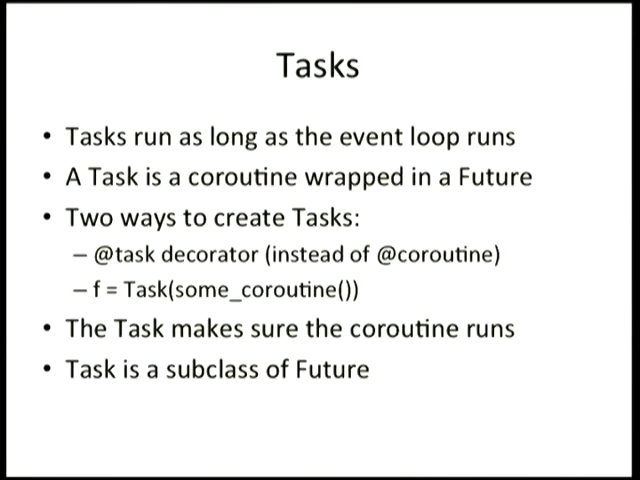 Tasks
• Tasks run as long as the event loop runs
• A Task is a coroutine wrapped in a Future
• Two ways to create Tasks:
– @task decorator (instead of @coroutine)
– f = Task(some_coroutine())
• The Task makes sure the coroutine runs
• Task is a subclass of Future